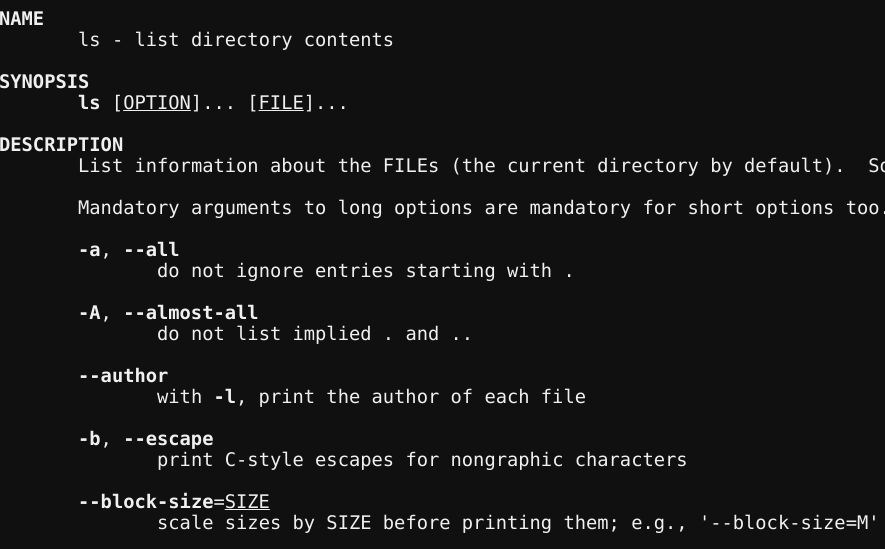 NAME
ls - list directory contents
SYNOPSIS
ls [OPTION]... [FILE]...
DESCRIPTION
List information about the FILEs (the current directory by default). So
Mandatory arguments to long options are mandatory for short options too.
-a, --all
do not ignore entries starting with .
-A, --almost-all
do not list implied . and ..
--author
with -l, print the author of each file
-b, --escape
print C-style escapes for nongraphic characters
--block-size=SIZE
scale sizes by SIZE before printing them; e.g., '--block-size=M'